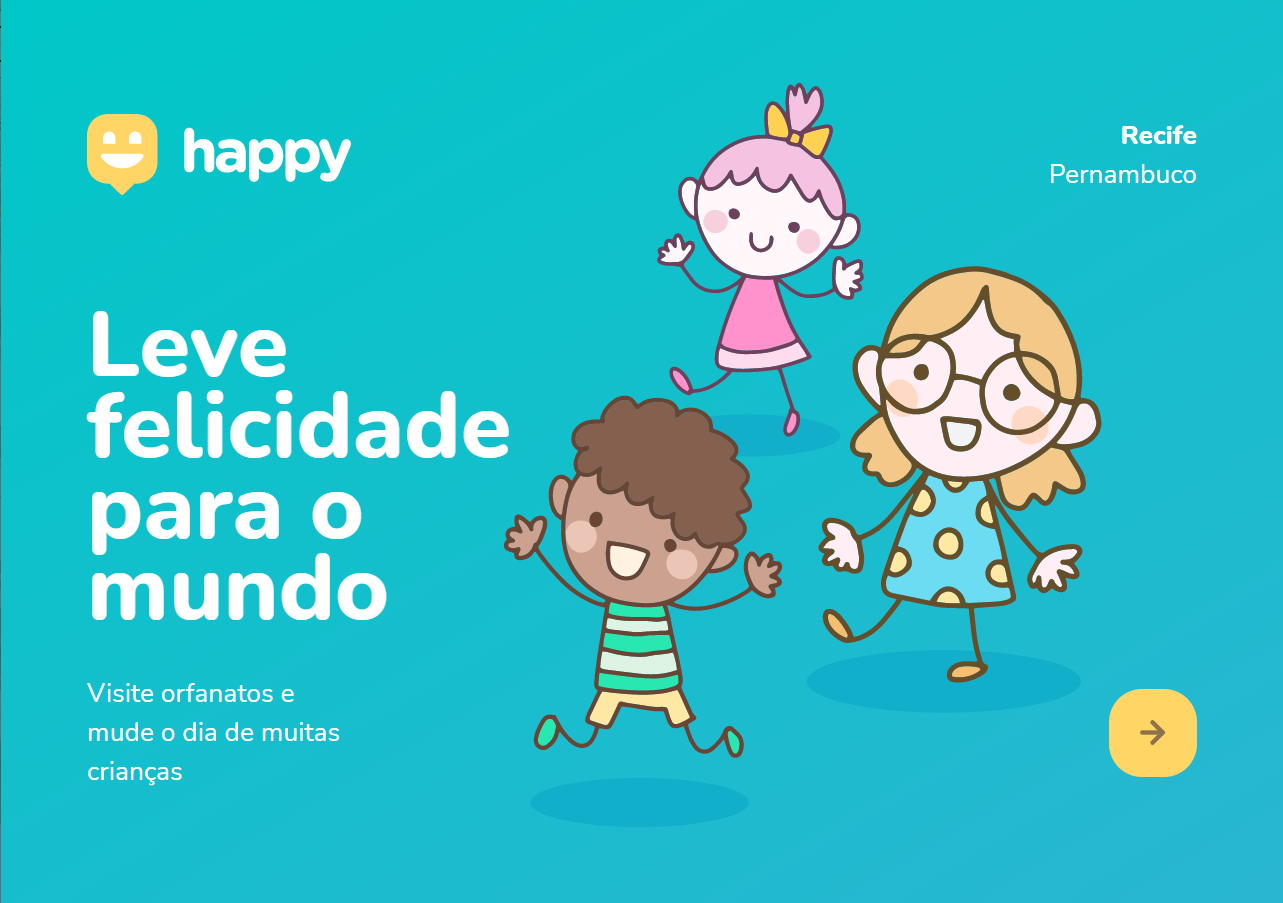 happy
Recife
Pernambuco
Leve
felicidade
para o
mundo
Visite orfanatos e
mude o dia de muitas
crianças